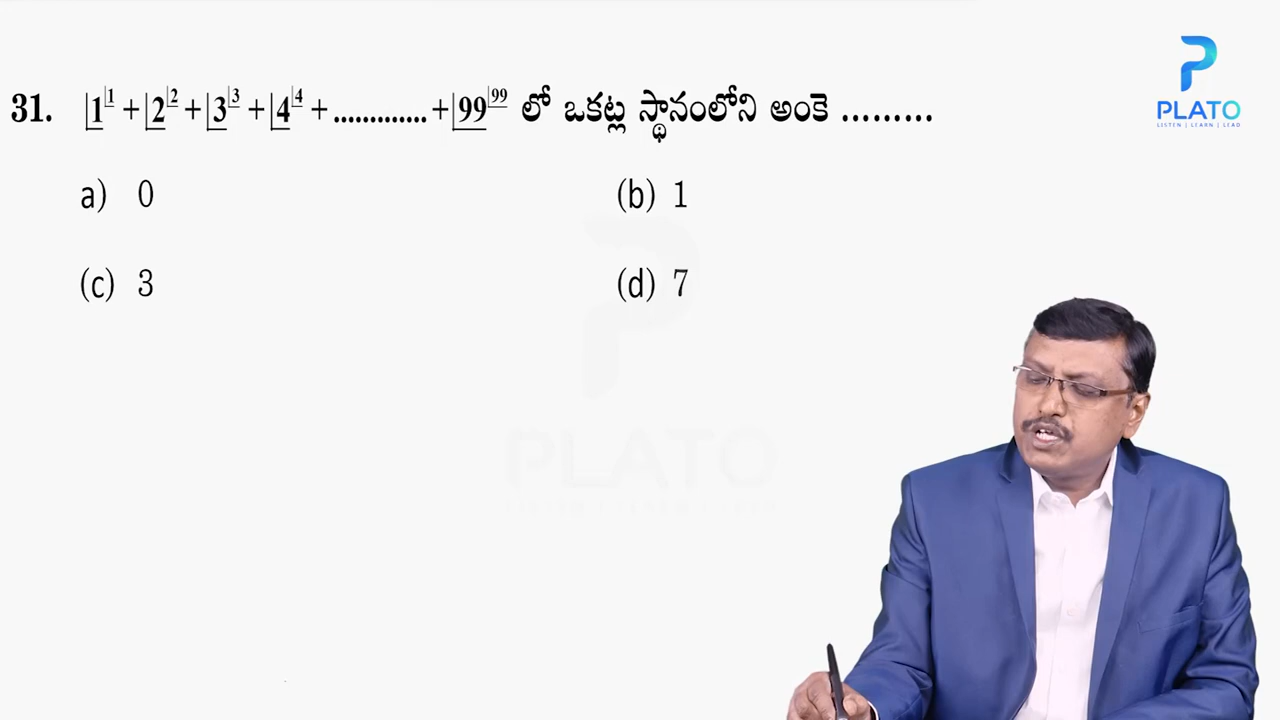 31. |1^|1 + |2^|2 + |3^|3 + |4^|4 + ............. + |99^|99 లో ఒకట్ల స్థానంలోని అంకె .........
a) 0 (b) 1
(c) 3 (d) 7
PLATO
LISTEN | LEARN | LEAD
PLATO